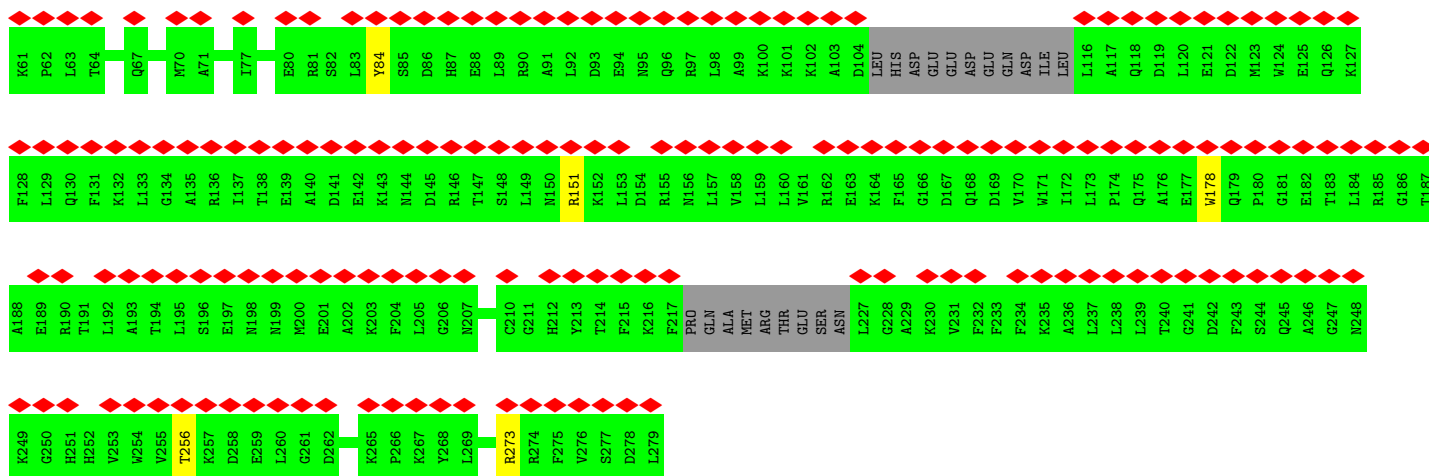 K61 P62 L63 T64 Q67 M70 A71 I77 E80 R81 S82 L83 Y84 S85 D86 H87 E88 L89 R90 A91 L92 D93 E94 N95 Q96 R97 L98 A99 K100 K101 K102 A103 D104 LEU HIS ASP GLU GLU ASP GLU GLN ASP ILE LEU L116 A117 Q118 D119 L120 E121 D122 M123 W124 E125 Q126 K127
F128 L129 Q130 F131 K132 L133 G134 A135 R136 I137 T138 E139 A140 D141 E142 K143 N144 D145 R146 T147 S148 L149 N150 R151 K152 L153 D154 R155 N156 L157 V158 L159 L160 V161 R162 E163 K164 F165 G166 D167 Q168 D169 V170 W171 I172 L173 P174 Q175 A176 E177 W178 Q179 P180 G181 E182 T183 L184 R185 G186 T187
A188 E189 R190 T191 L192 A193 T194 L195 S196 E197 N198 N199 M200 E201 A202 K203 F204 L205 G206 N207 C210 G211 H212 Y213 T214 F215 K216 F217 PRO GLN ALA MET ARG THR GLU SER ASN L227 G228 A229 K230 V231 F232 F233 F234 K235 A236 L237 L238 L239 T240 G241 D242 F243 S244 Q245 A246 G247 N248
K249 G250 H251 H252 V253 W254 V255 T256 K257 D258 E259 L260 G261 D262 K265 P266 K267 Y268 L269 R273 R274 F275 V276 S277 D278 L279